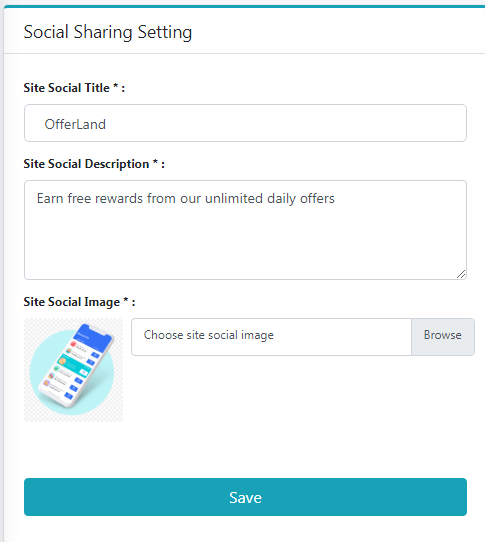 Social Sharing Setting
Site Social Title * :
OfferLand
Site Social Description * :
Earn free rewards from our unlimited daily offers
Site Social Image * :
Choose site social image
Browse
Save